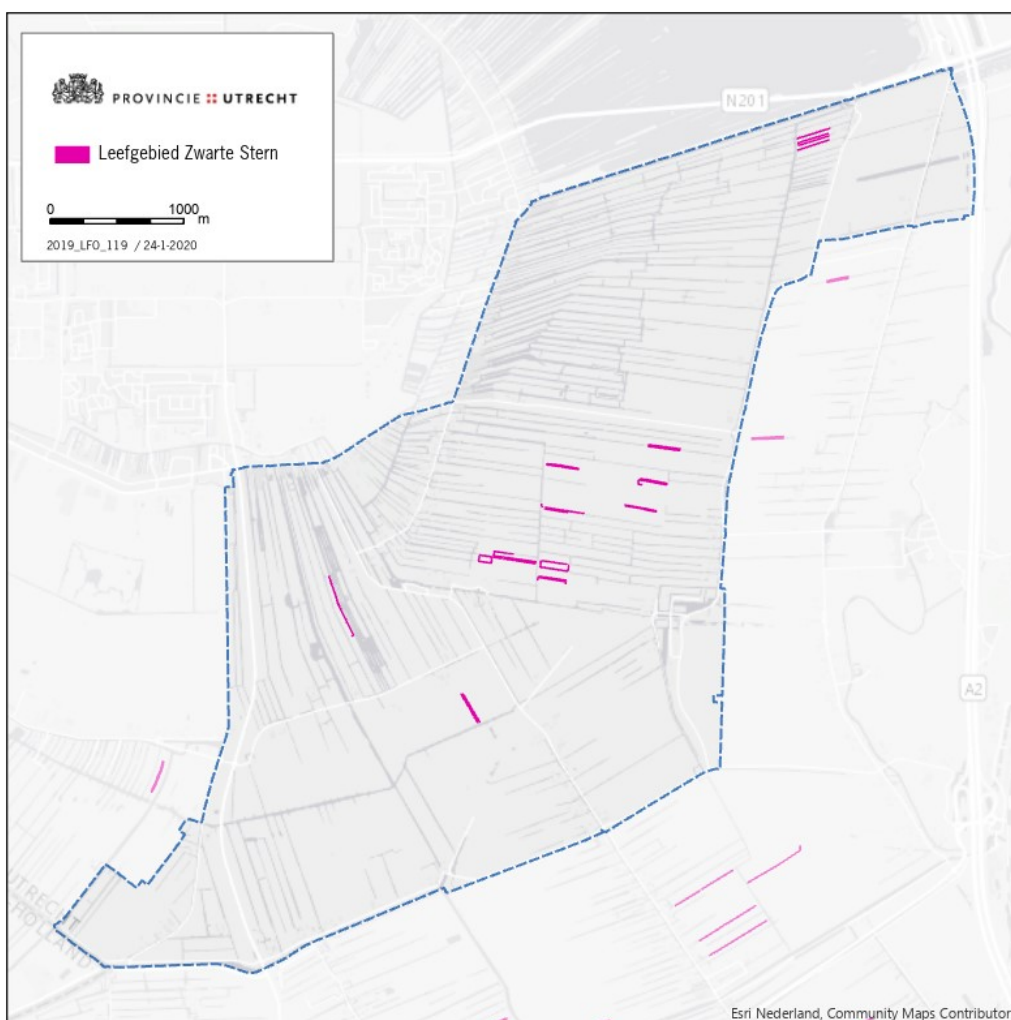 PROVINCIE UTRECHT
Leefgebied Zwarte Stern
0 1000 m
2019_LFO_119 / 24-1-2020
N201
A2
UTRECHT
HOLLAND
Esri Nederland, Community Maps Contributor